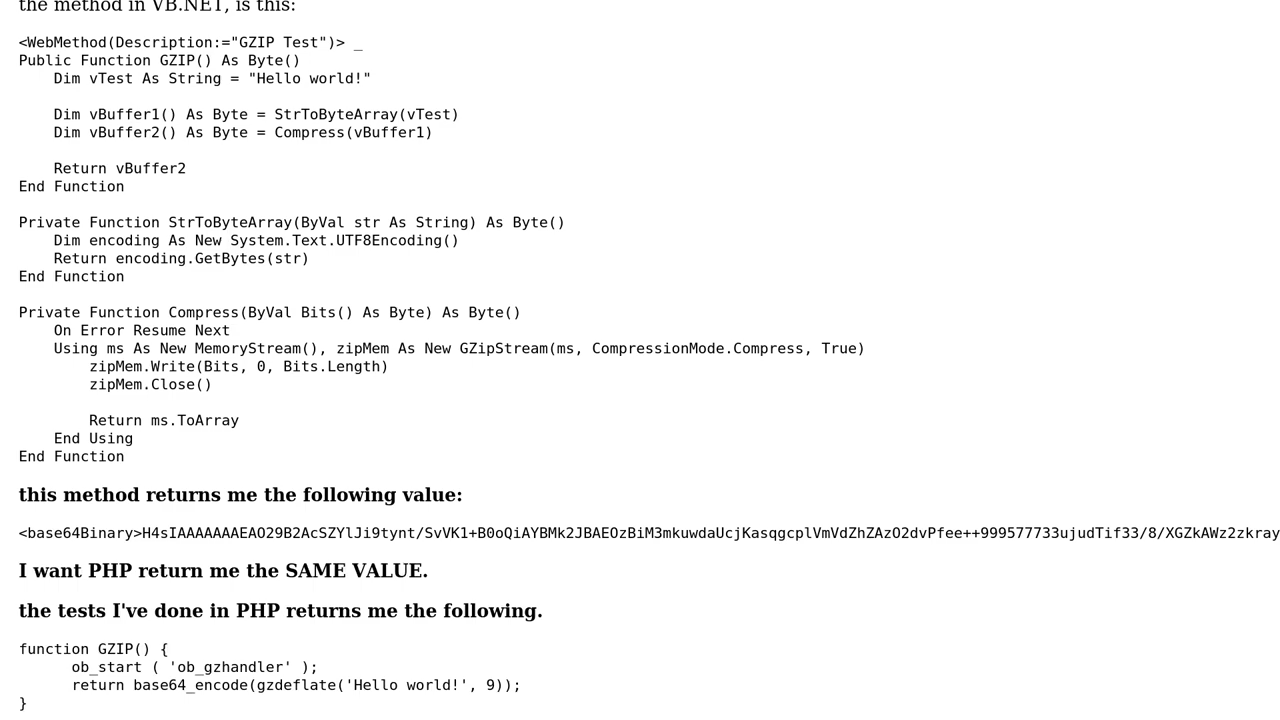 the method in VB.NET, is this:
<WebMethod(Description:="GZIP Test")> _
Public Function GZIP() As Byte()
    Dim vTest As String = "Hello world!"

    Dim vBuffer1() As Byte = StrToByteArray(vTest)
    Dim vBuffer2() As Byte = Compress(vBuffer1)

    Return vBuffer2
End Function

Private Function StrToByteArray(ByVal str As String) As Byte()
    Dim encoding As New System.Text.UTF8Encoding()
    Return encoding.GetBytes(str)
End Function

Private Function Compress(ByVal Bits() As Byte) As Byte()
    On Error Resume Next
    Using ms As New MemoryStream(), zipMem As New GZipStream(ms, CompressionMode.Compress, True)
        zipMem.Write(Bits, 0, Bits.Length)
        zipMem.Close()

        Return ms.ToArray
    End Using
End Function
this method returns me the following value:
<base64Binary>H4sIAAAAAAAEAO29B2AcSZYlJi9tynt/SvVK1+B0oQiAYBMk2JBAEOzBiM3mkuwdaUcjKasqgcplVmVdZhZAzO2dvPfee++999577733ujudTif33/8/XGZkAWz2zkray
I want PHP return me the SAME VALUE.
the tests I've done in PHP returns me the following.
function GZIP() {
      ob_start ( 'ob_gzhandler' );
      return base64_encode(gzdeflate('Hello world!', 9));
}